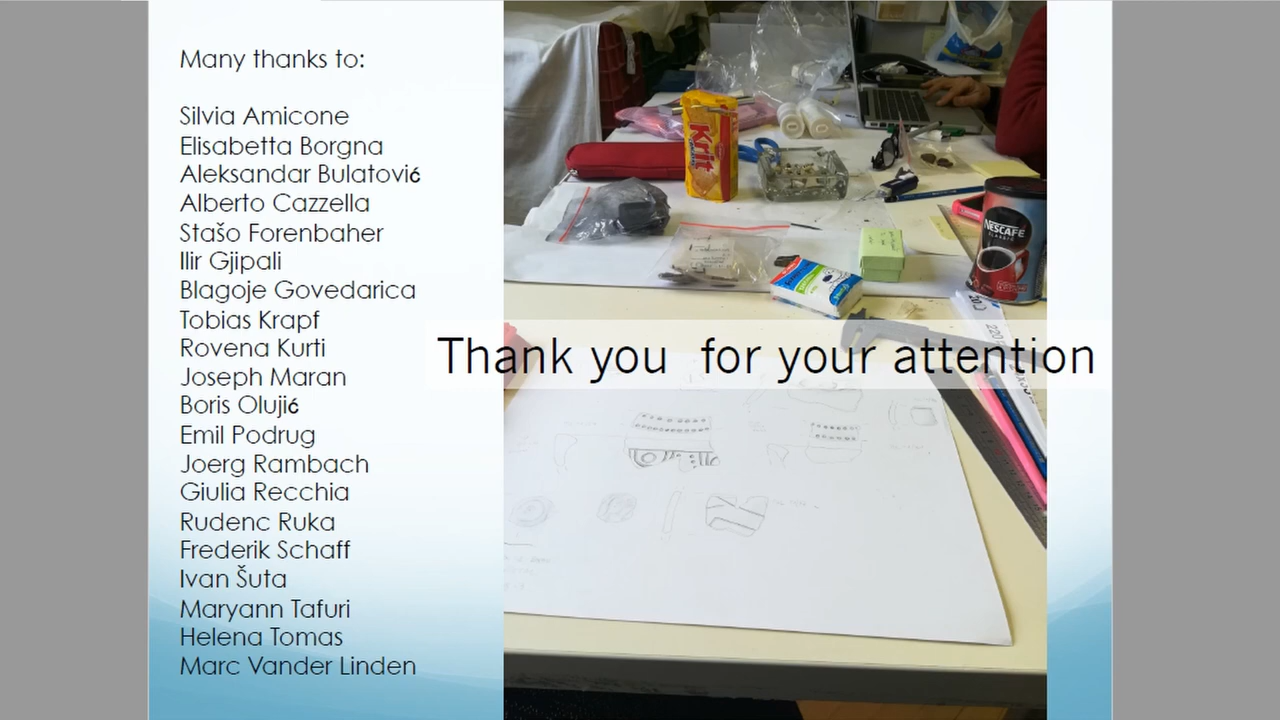 Many thanks to:
Silvia Amicone
Elisabetta Borgna
Aleksandar Bulatović
Alberto Cazzella
Stašo Forenbaher
Ilir Gjipali
Blagoje Govedarica
Tobias Krapf
Rovena Kurti
Joseph Maran
Boris Olujić
Emil Podrug
Joerg Rambach
Giulia Recchia
Rudenc Ruka
Frederik Schaff
Ivan Šuta
Maryann Tafuri
Helena Tomas
Marc Vander Linden
Krit
NESCAFÉ
CLASSIC
Thank you for your attention